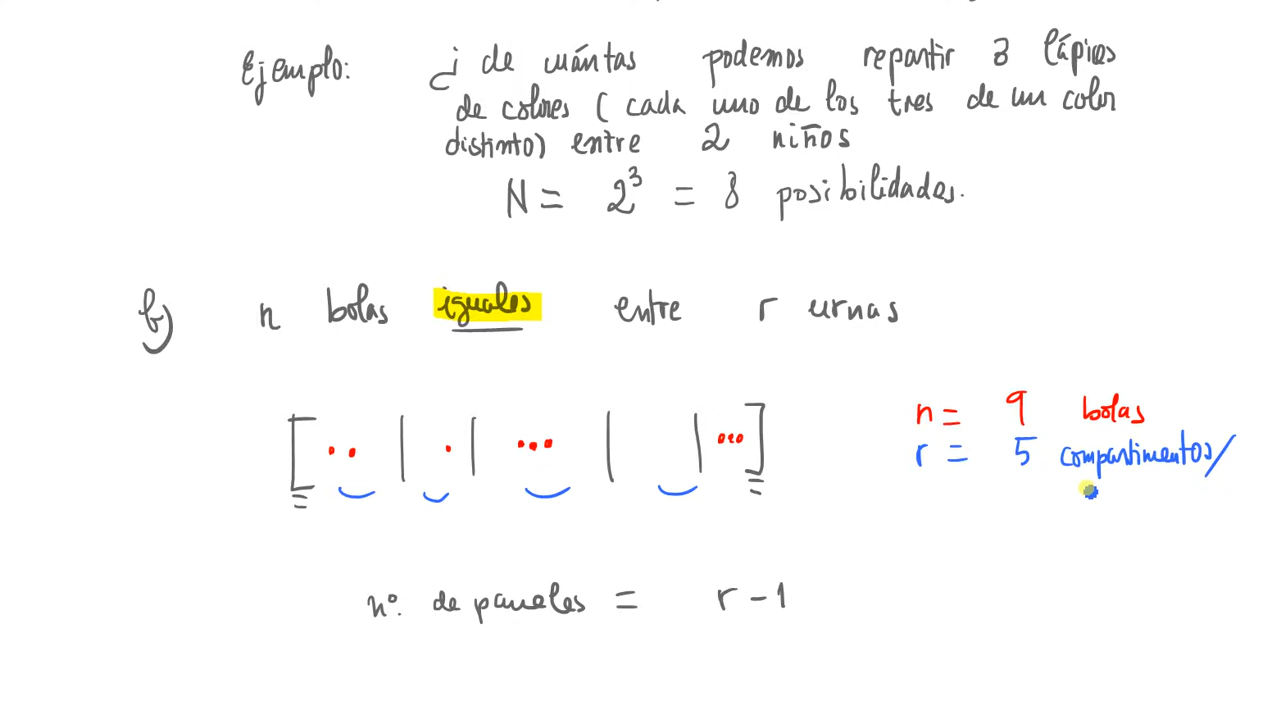 Ejemplo: ¿ de cuántas podemos repartir 3 lápices
de colores ( cada uno de los tres de un color
distinto) entre 2 niños
N = 2³ = 8 posibilidades.
b) n bolas iguales entre r urnas
n = 9 bolas
r = 5 compartimentos/
nº. de paneles = r - 1